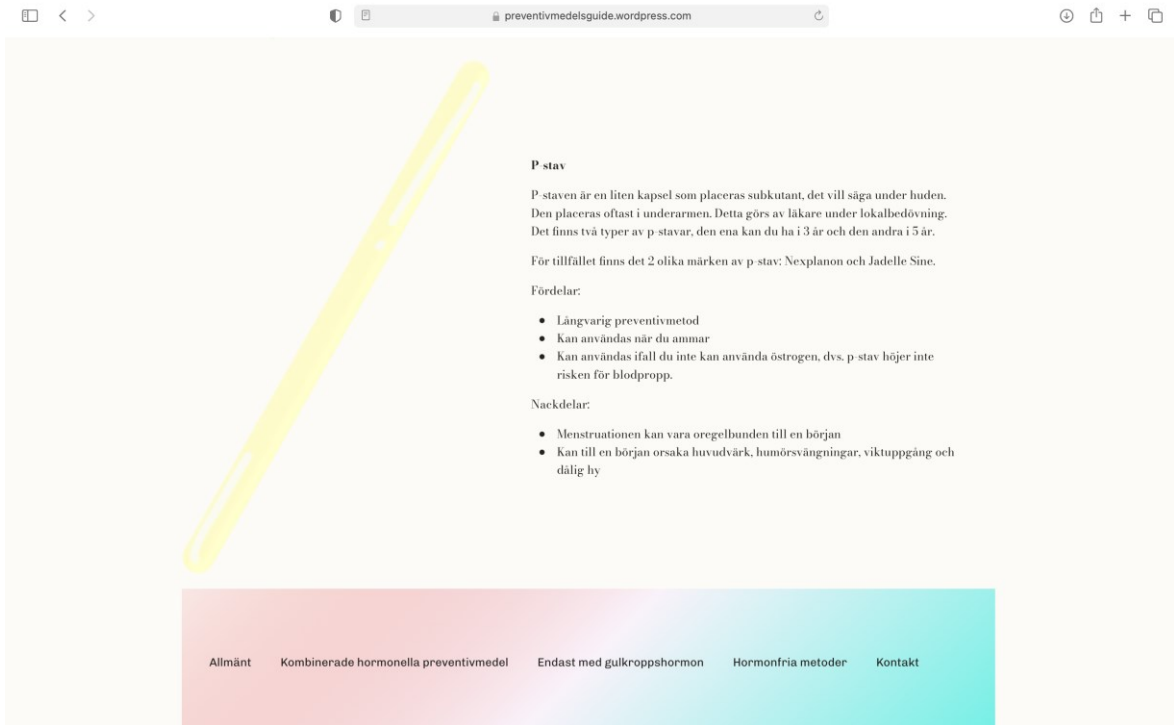 preventivmedelsguide.wordpress.com
P-stav
P-staven är en liten kapsel som placeras subkutant, det vill säga under huden.
Den placeras oftast i underarmen. Detta görs av läkare under lokalbedövning.
Det finns två typer av p-stavar, den ena kan du ha i 3 år och den andra i 5 år.
För tillfället finns det 2 olika märken av p-stav: Nexplanon och Jadelle Sine.
Fördelar:
● Långvarig preventivmetod
● Kan användas när du ammar
● Kan användas ifall du inte kan använda östrogen, dvs. p-stav höjer inte
risken för blodpropp.
Nackdelar:
● Menstruationen kan vara oregelbunden till en början
● Kan till en början orsaka huvudvärk, humörsvängningar, viktuppgång och
dålig hy
Allmänt Kombinerade hormonella preventivmedel Endast med gulkroppshormon Hormonfria metoder Kontakt